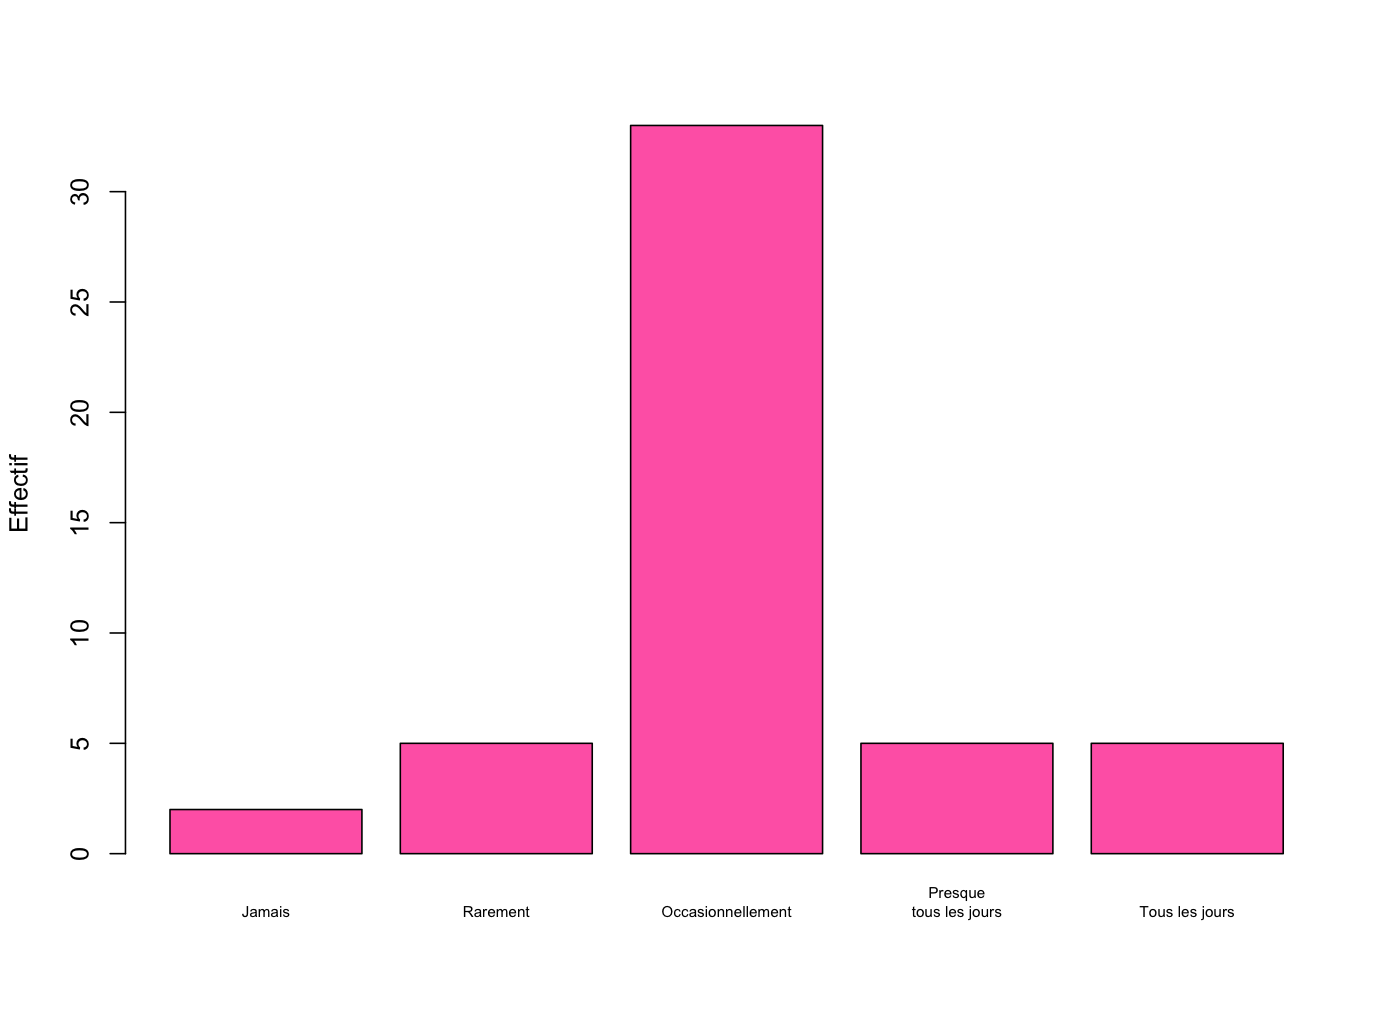 Effectif
30
25
20
15
10
5
0
Jamais
Rarement
Occasionnellement
Presque
tous les jours
Tous les jours